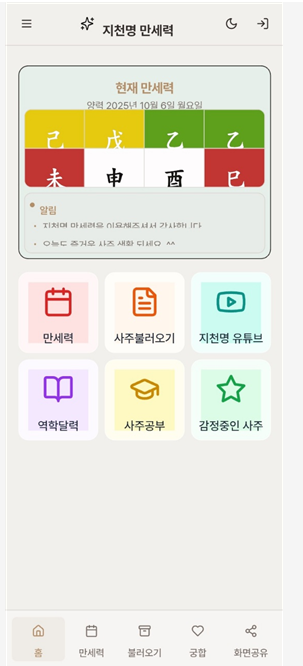 지천명 만세력
현재 만세력
양력 2025년 10월 6일 월요일
己 戊 乙 乙
未 申 酉 巳
알림
• 지천명 만세력을 이용해주셔서 감사합니다
• 오늘도 즐거운 사주 생활 되세요 ^^
만세력 사주불러오기 지천명 유튜브
역학달력 사주공부 감정중인 사주
홈 만세력 불러오기 궁합 화면공유